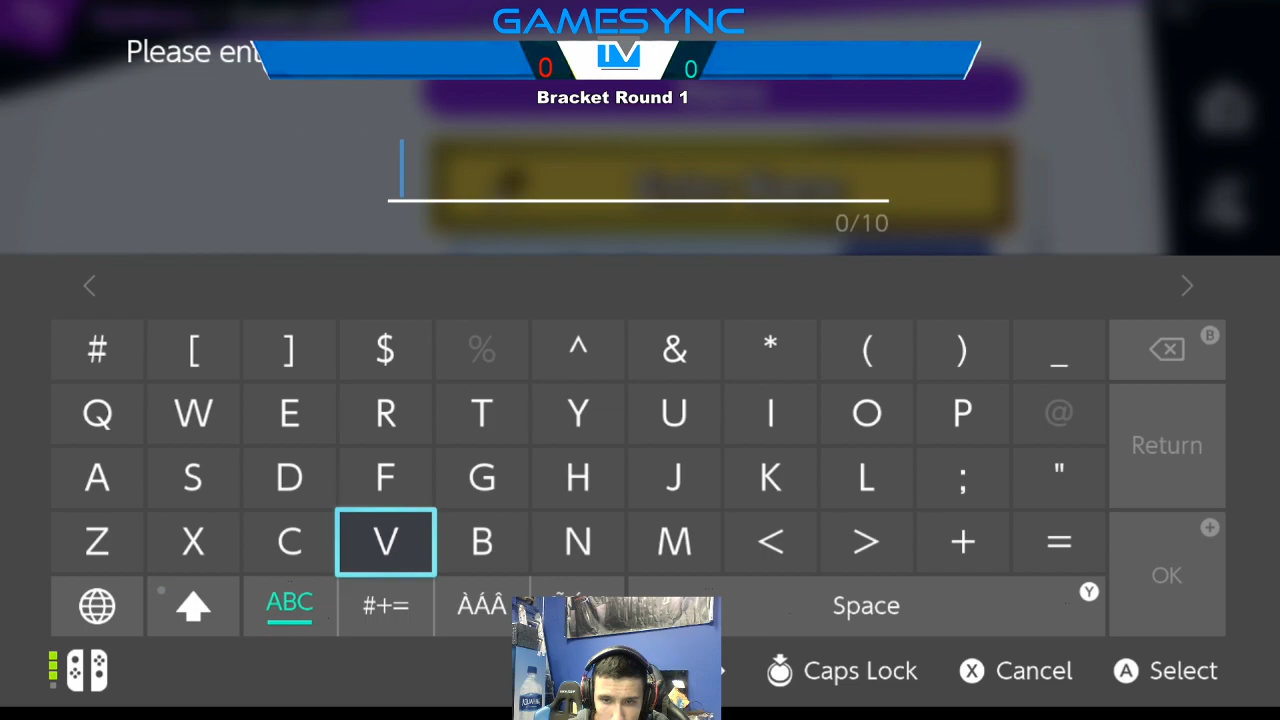 GAMESYNC
Please ent
0 TV 0
Bracket Round 1
0/10
< >
# [ ] $ % ^ & * ( ) _ B
Q W E R T Y U I O P @
Return
A S D F G H J K L ; "
Z X C V B N M < > + =
OK
ABC #+= ÀÁÂ Space Y
Caps Lock X Cancel A Select
AQUAFINA